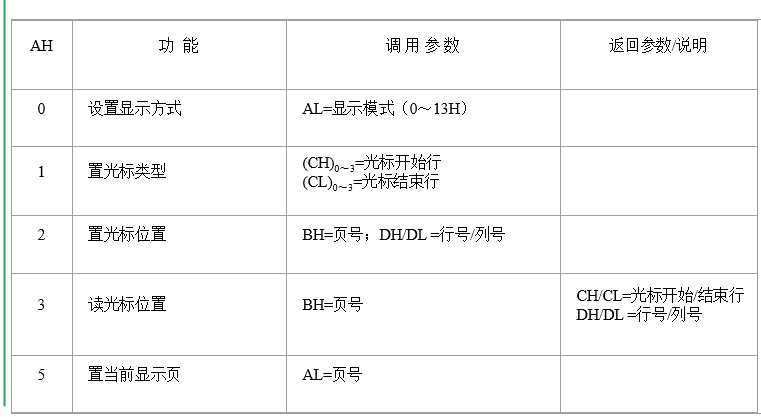 AH 功 能 调 用 参 数 返回参数/说明
0 设置显示方式 AL=显示模式（0～13H）
1 置光标类型 (CH)0～3=光标开始行
(CL)0～3=光标结束行
2 置光标位置 BH=页号；DH/DL =行号/列号
3 读光标位置 BH=页号 CH/CL=光标开始/结束行
DH/DL =行号/列号
5 置当前显示页 AL=页号